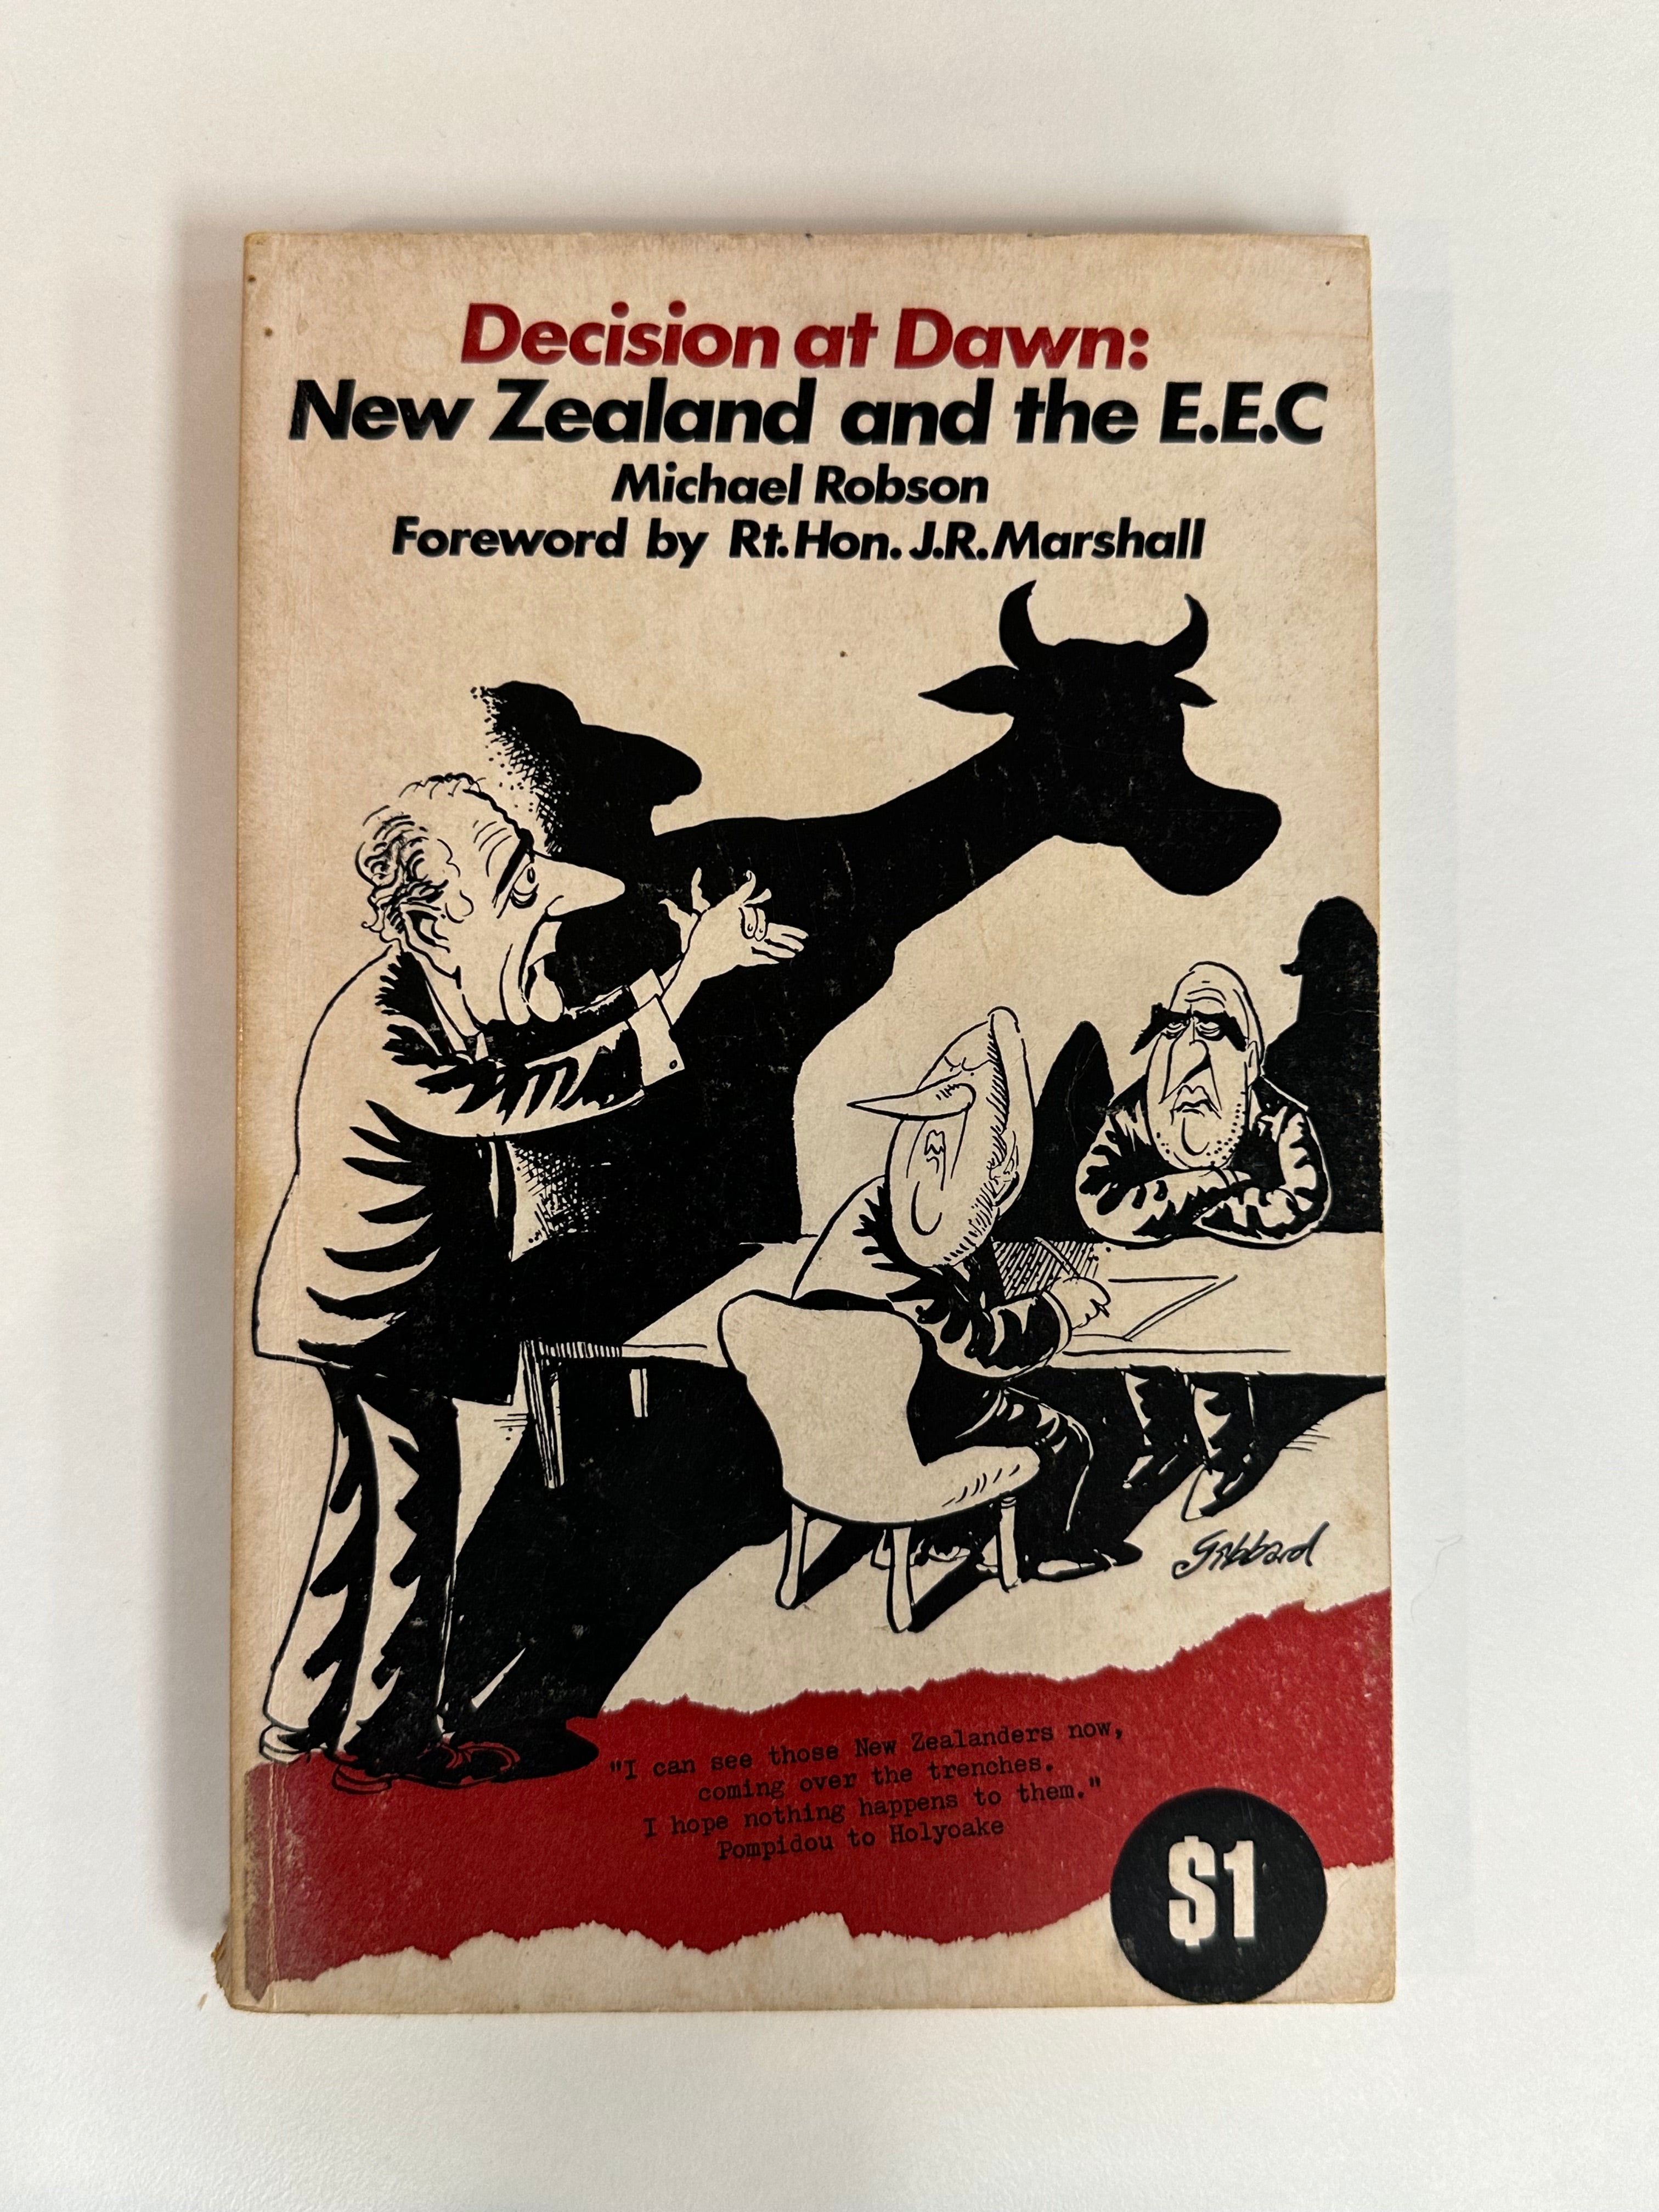 Decision at Dawn:
New Zealand and the E.E.C
Michael Robson
Foreword by Rt. Hon. J.R. Marshall
Gibbard
"I can see those New Zealanders now,
coming over the trenches.
I hope nothing happens to them."
Pompidou to Holyoake
$1